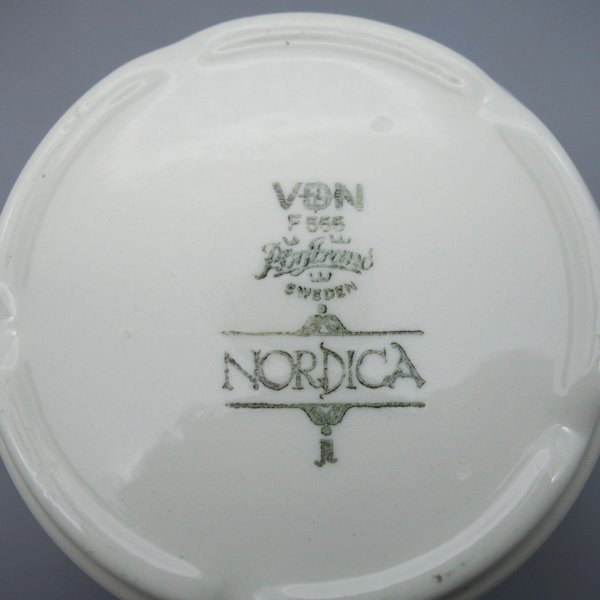 VDN
F 555
Rörstrand
SWEDEN
NORDICA